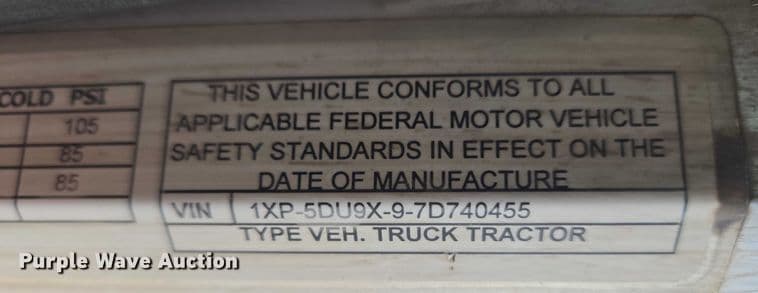 COLD PSI
105
85
85
THIS VEHICLE CONFORMS TO ALL
APPLICABLE FEDERAL MOTOR VEHICLE
SAFETY STANDARDS IN EFFECT ON THE
DATE OF MANUFACTURE
VIN 1XP-5DU9X-9-7D740455
TYPE VEH. TRUCK TRACTOR
Purple Wave Auction